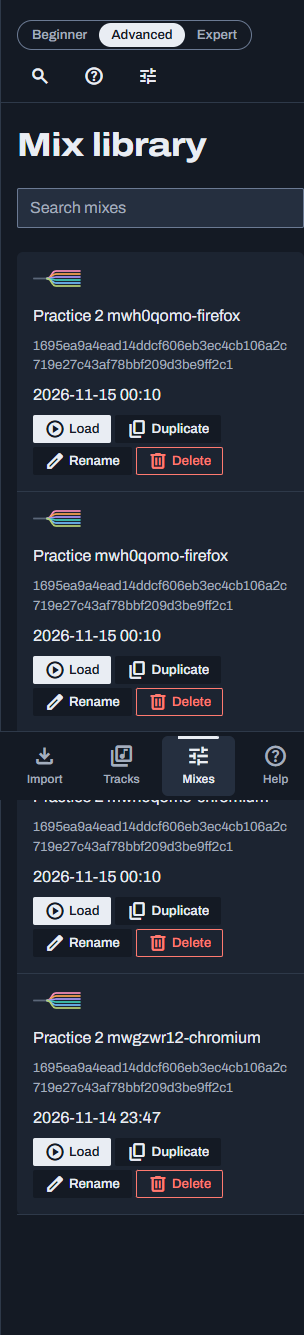 Beginner Advanced Expert
Mix library
Search mixes
Practice 2 mwh0qomo-firefox
1695ea9a4ead14ddcf606eb3ec4cb106a2c
719e27c43af78bbf209d3be9ff2c1
2026-11-15 00:10
Load Duplicate
Rename Delete
Practice mwh0qomo-firefox
1695ea9a4ead14ddcf606eb3ec4cb106a2c
719e27c43af78bbf209d3be9ff2c1
2026-11-15 00:10
Load Duplicate
Rename Delete
Import Tracks Mixes Help
1695ea9a4ead14ddcf606eb3ec4cb106a2c
719e27c43af78bbf209d3be9ff2c1
2026-11-15 00:10
Load Duplicate
Rename Delete
Practice 2 mwgzwr12-chromium
1695ea9a4ead14ddcf606eb3ec4cb106a2c
719e27c43af78bbf209d3be9ff2c1
2026-11-14 23:47
Load Duplicate
Rename Delete